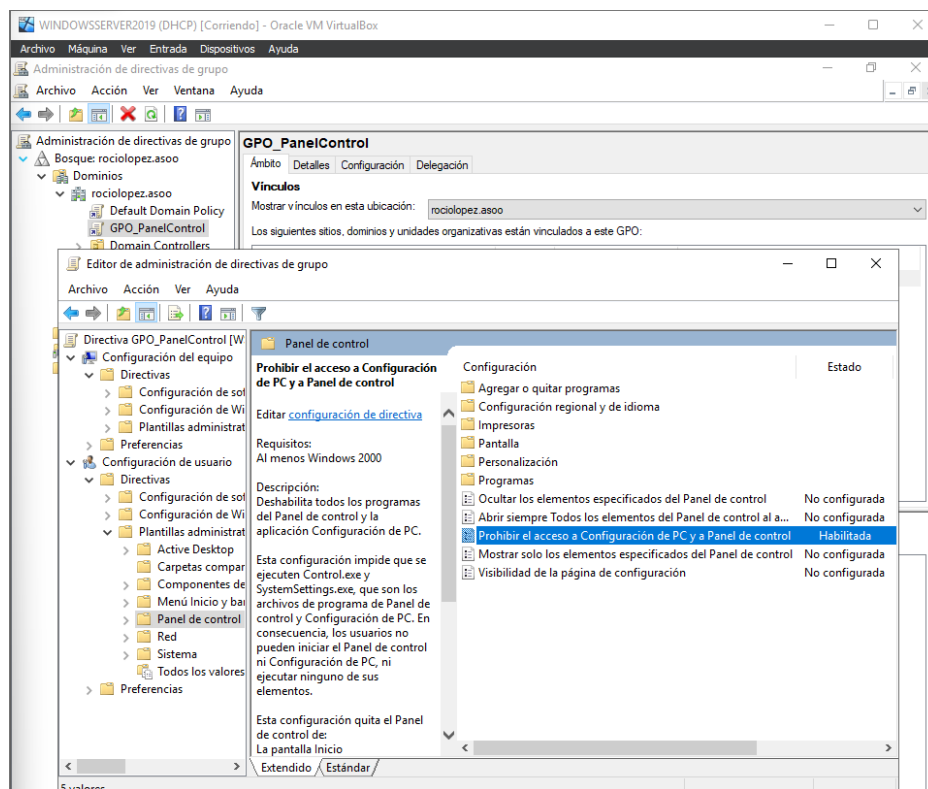 WINDOWSSERVER2019 (DHCP) [Corriendo] - Oracle VM VirtualBox
Archivo Máquina Ver Entrada Dispositivos Ayuda
Administración de directivas de grupo
Archivo Acción Ver Ventana Ayuda
Administración de directivas de grupo
Bosque: rociolopez.asoo
Dominios
rociolopez.asoo
Default Domain Policy
GPO_PanelControl
Domain Controllers
GPO_PanelControl
Ámbito Detalles Configuración Delegación
Vínculos
Mostrar vínculos en esta ubicación: rociolopez.asoo
Los siguientes sitios, dominios y unidades organizativas están vinculados a este GPO:
Editor de administración de directivas de grupo
Archivo Acción Ver Ayuda
Directiva GPO_PanelControl [W
Configuración del equipo
Directivas
Configuración de sof
Configuración de Wi
Plantillas administrat
Preferencias
Configuración de usuario
Directivas
Configuración de sof
Configuración de Wi
Plantillas administrat
Active Desktop
Carpetas compar
Componentes de
Menú Inicio y bar
Panel de control
Red
Sistema
Todos los valores
Preferencias
Panel de control
Prohibir el acceso a Configuración
de PC y a Panel de control
Editar configuración de directiva
Requisitos:
Al menos Windows 2000
Descripción:
Deshabilita todos los programas
del Panel de control y la
aplicación Configuración de PC.
Esta configuración impide que se
ejecuten Control.exe y
SystemSettings.exe, que son los
archivos de programa de Panel de
control y Configuración de PC. En
consecuencia, los usuarios no
pueden iniciar el Panel de control
ni Configuración de PC, ni
ejecutar ninguno de sus
elementos.
Esta configuración quita el Panel
de control de:
La pantalla Inicio
Configuración Estado
Agregar o quitar programas
Configuración regional y de idioma
Impresoras
Pantalla
Personalización
Programas
Ocultar los elementos especificados del Panel de control No configurada
Abrir siempre Todos los elementos del Panel de control al a... No configurada
Prohibir el acceso a Configuración de PC y a Panel de control Habilitada
Mostrar solo los elementos especificados del Panel de control No configurada
Visibilidad de la página de configuración No configurada
Extendido Estándar
5 valores